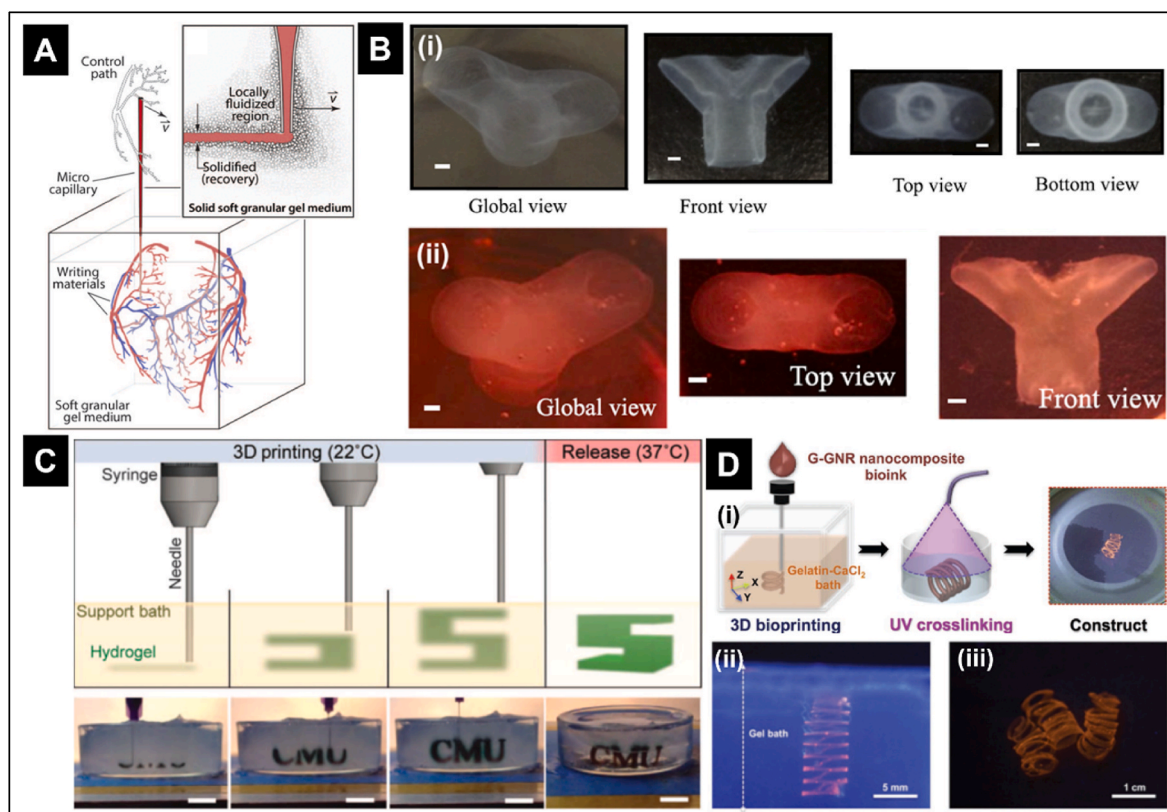 A
Control
path
v
Locally
fluidized
region
v
Solidified
(recovery)
Solid soft granular gel medium
Micro
capillary
Writing
materials
Soft granular
gel medium
B
(i)
Global view
Front view
Top view
Bottom view
(ii)
Global view
Top view
Front view
C
3D printing (22˚C)
Release (37˚C)
Syringe
Needle
Support bath
Hydrogel
CMU
CMU
CMU
CMU
D
G-GNR nanocomposite
bioink
(i)
Z
X
Y
Gelatin-CaCl₂
bath
3D bioprinting
UV crosslinking
Construct
(ii)
Gel bath
5 mm
(iii)
1 cm